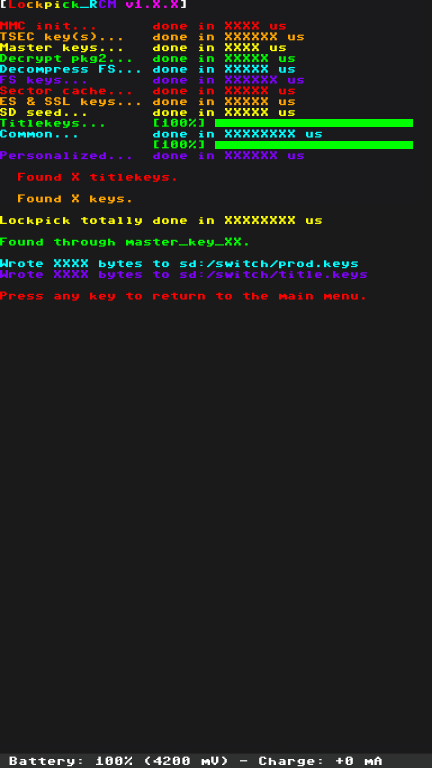 [Lockpick_RCM v1.X.X]
MMC init... done in XXXX us
TSEC key(s)... done in XXXXXX us
Master keys... done in XXXX us
Decrypt pkg2... done in XXXXX us
Decompress FS... done in XXXXX us
FS keys... done in XXXXXX us
Sector cache... done in XXXXX us
ES & SSL keys... done in XXXXXX us
SD seed... done in XXXXX us
Titlekeys... [100%]
Common... done in XXXXXXXX us
[100%]
Personalized... done in XXXXXX us
Found X titlekeys.
Found X keys.
Lockpick totally done in XXXXXXXX us
Found through master_key_XX.
Wrote XXXX bytes to sd:/switch/prod.keys
Wrote XXXX bytes to sd:/switch/title.keys
Press any key to return to the main menu.
Battery: 100% (4200 mV) - Charge: +0 mA